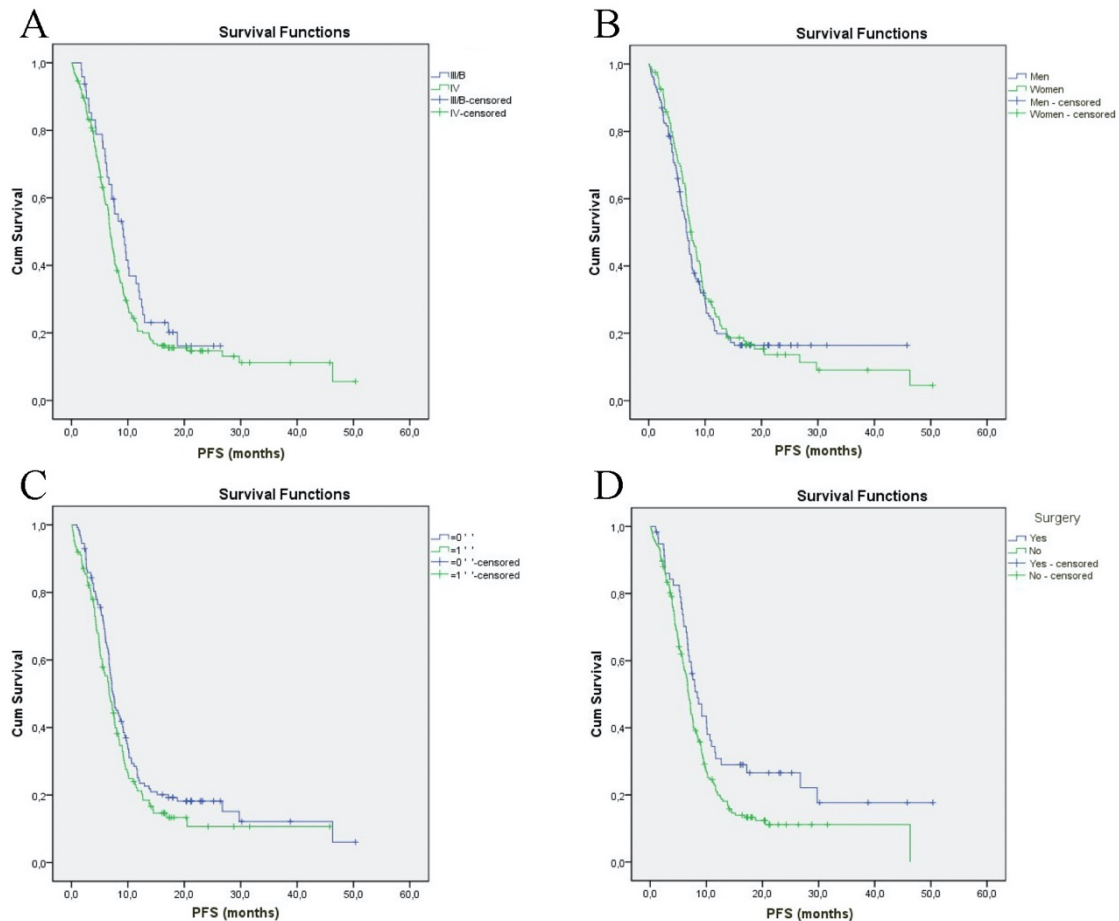 A
Survival Functions
III/B
IV
III/B-censored
IV-censored
Cum Survival
1,0
0,8
0,6
0,4
0,2
0,0
0,0 10,0 20,0 30,0 40,0 50,0 60,0
PFS (months)
B
Survival Functions
Men
Women
Men - censored
Women - censored
Cum Survival
1,0
0,8
0,6
0,4
0,2
0,0
0,0 10,0 20,0 30,0 40,0 50,0 60,0
PFS (months)
C
Survival Functions
=0 ' '
=1 ' '
=0 ' '-censored
=1 ' '-censored
Cum Survival
1,0
0,8
0,6
0,4
0,2
0,0
0,0 10,0 20,0 30,0 40,0 50,0 60,0
PFS (months)
D
Survival Functions
Surgery
Yes
No
Yes - censored
No - censored
Cum Survival
1,0
0,8
0,6
0,4
0,2
0,0
0,0 10,0 20,0 30,0 40,0 50,0 60,0
PFS (months)